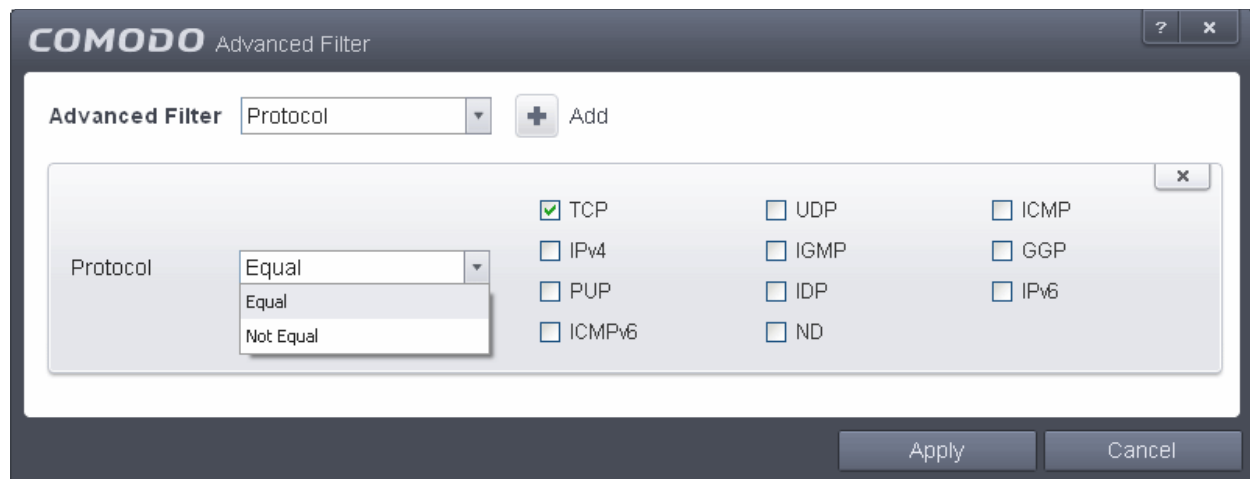 COMODO Advanced Filter ? x
Advanced Filter Protocol + Add
x
TCP UDP ICMP
IPv4 IGMP GGP
Protocol Equal
PUP IDP IPv6
Equal
Not Equal
ICMPv6 ND
Apply Cancel